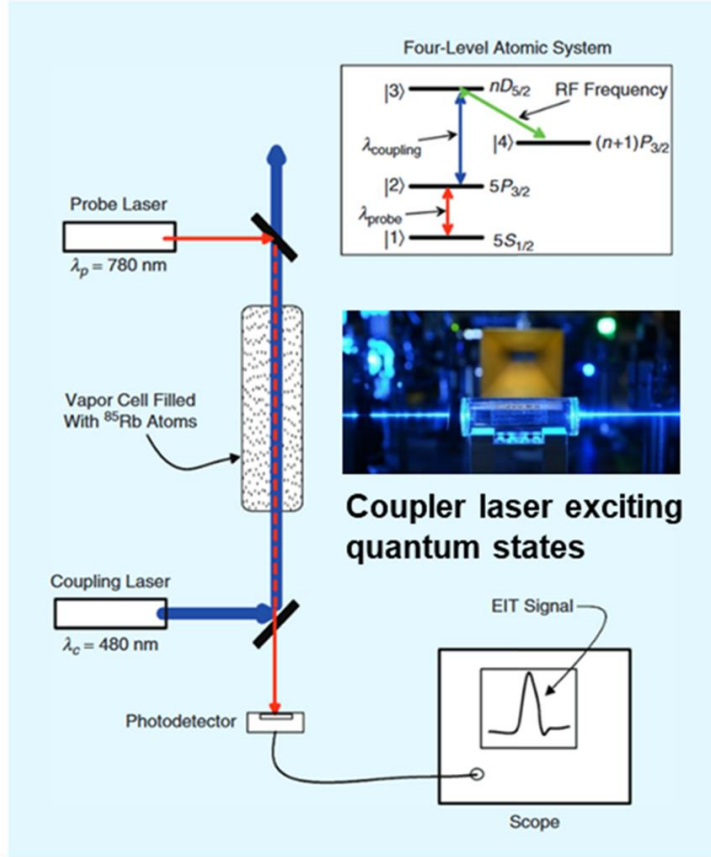 Four-Level Atomic System
|3⟩ nD5/2
RF Frequency
λcoupling
|4⟩ (n+1)P3/2
|2⟩ 5P3/2
λprobe
|1⟩ 5S1/2
Probe Laser
λp = 780 nm
Vapor Cell Filled
With 85Rb Atoms
Coupler laser exciting
quantum states
Coupling Laser
λc = 480 nm
EIT Signal
Photodetector
Scope